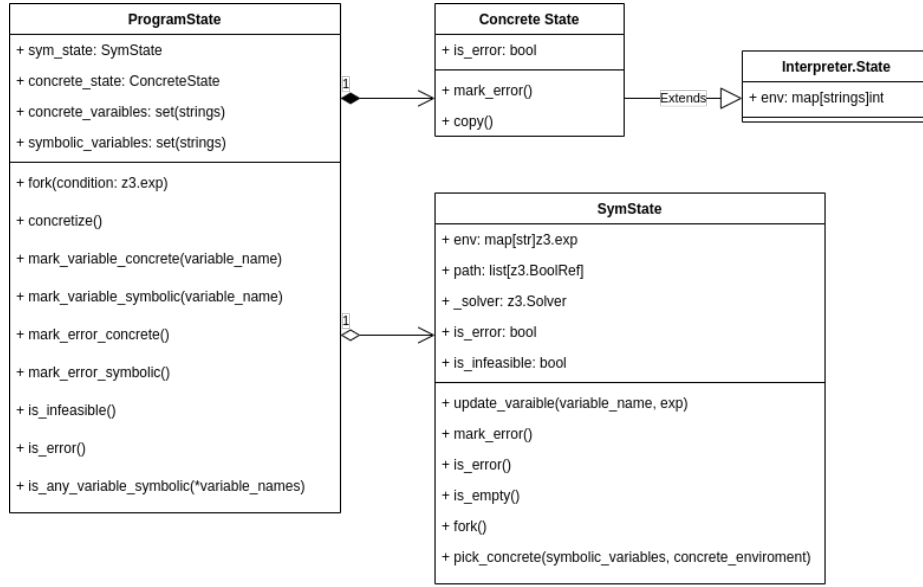 ProgramState
+ sym_state: SymState
+ concrete_state: ConcreteState
+ concrete_varaibles: set(strings)
+ symbolic_variables: set(strings)
+ fork(condition: z3.exp)
+ concretize()
+ mark_variable_concrete(variable_name)
+ mark_variable_symbolic(variable_name)
+ mark_error_concrete()
+ mark_error_symbolic()
+ is_infeasible()
+ is_error()
+ is_any_variable_symbolic(*variable_names)
1
1
Concrete State
+ is_error: bool
+ mark_error()
+ copy()
Extends
Interpreter.State
+ env: map[strings]int
SymState
+ env: map[str]z3.exp
+ path: list[z3.BoolRef]
+ _solver: z3.Solver
+ is_error: bool
+ is_infeasible: bool
+ update_varaible(variable_name, exp)
+ mark_error()
+ is_error()
+ is_empty()
+ fork()
+ pick_concrete(symbolic_variables, concrete_enviroment)